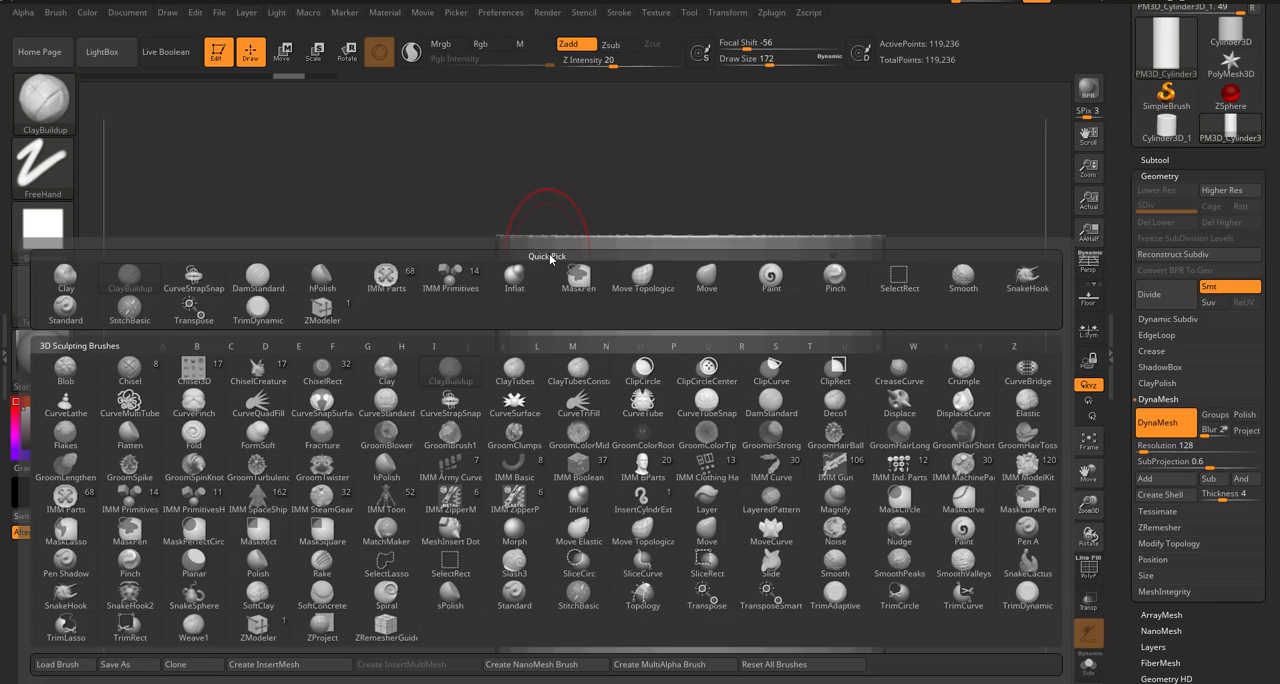 Alpha Brush Color Document Draw Edit File Layer Light Macro Marker Material Movie Picker Preferences Render Stencil Stroke Texture Tool Transform Zplugin Zscript
PM3D_Cylinder3D_1. 49 R
Home Page LightBox Live Boolean Edit Draw Move Scale Rotate
Mrgb Rgb M Zadd Zsub Zcut
Rgb Intensity Z Intensity 20
Focal Shift -56
Draw Size 172 Dynamic
ActivePoints: 119,236
TotalPoints: 119,236
ClayBuildup
FreeHand
Quick Pick
Clay ClayBuildup CurveStrapSnap DamStandard hPolish IMM Parts 68 IMM Primitives 14 Inflat MaskPen Move Topologica Move Paint Pinch SelectRect Smooth SnakeHook
Standard StitchBasic Transpose TrimDynamic ZModeler 1
3D Sculpting Brushes A B C D E F G H I L M N O P Q R S T U V W X Y Z
Blob Chisel 8 Chisel3D 17 ChiselCreature 17 ChiselRect 32 Clay ClayBuildup ClayTubes ClayTubesConsta ClipCircle ClipCircleCenter ClipCurve ClipRect CreaseCurve Crumple CurveBridge
CurveLathe CurveMultiTube CurvePinch CurveQuadFill CurveSnapSurfa CurveStandard CurveStrapSnap CurveSurface CurveTriFill CurveTube CurveTubeSnap DamStandard Deco1 Displace DisplaceCurve Elastic
Flakes Flatten Fold FormSoft Fracrture GroomBlower GroomBrush1 GroomClumps GroomColorMid GroomColorRoot GroomColorTip GroomerStrong GroomHairBall GroomHairLong GroomHairShort GroomHairToss
GroomLengthen GroomSpike GroomSpinKnot GroomTurbulenc GroomTwister hPolish IMM Army Curve 7 IMM Basic 8 IMM Boolean 37 IMM BParts 20 IMM Clothing Ha 13 IMM Curve 30 IMM Gun 106 IMM Ind. Parts 12 IMM MachinePa 30 IMM ModelKit 120
IMM Parts 68 IMM Primitives 14 IMM PrimitivesH 11 IMM SpaceShip 162 IMM SteamGear 32 IMM Toon 52 IMM ZipperM 6 IMM ZipperP 6 Inflat InsertCylndrExt 1 Layer LayeredPattern Magnify MaskCircle MaskCurve MaskCurvePen
MaskLasso MaskPen MaskPerfectCirc MaskRect MaskSquare MatchMaker MeshInsert Dot Morph Move Elastic Move Topologica Move MoveCurve Noise Nudge Paint Pen A
Pen Shadow Pinch Planar Polish Rake SelectLasso SelectRect Slash3 SliceCirc SliceCurve SliceRect Slide Smooth SmoothPeaks SmoothValleys SnakeCactus
SnakeHook SnakeHook2 SnakeSphere SoftClay SoftConcrete Spiral sPolish Standard StitchBasic Topology Transpose TransposeSmart TrimAdaptive TrimCircle TrimCurve TrimDynamic
TrimLasso TrimRect Weave1 ZModeler 1 ZProject ZRemesherGuide
Load Brush Save As Clone Create InsertMesh Create InsertMultiMesh Create NanoMesh Brush Create MultiAlpha Brush Reset All Brushes
BPR
SPix 3
Scroll
Zoom
Actual
AAHalf
Dynamic
Persp
Floor
L.Sym
XYZ
Frame
Move
Zoom3D
Rotate
Line Fill
PolyF
Transp
Dynamic
Solo
PM3D_Cylinder3 Cylinder3D
PolyMesh3D
SimpleBrush ZSphere
Cylinder3D_1 PM3D_Cylinder3
Subtool
Geometry
Lower Res Higher Res
SDiv Cage Rstr
Del Lower Del Higher
Freeze SubDivision Levels
Reconstruct Subdiv
Convert BPR To Geo
Divide Smt
Suv ReUV
Dynamic Subdiv
EdgeLoop
Crease
ShadowBox
ClayPolish
DynaMesh
DynaMesh Groups Polish
Blur 2 Project
Resolution 128
SubProjection 0.6
Add Sub And
Create Shell Thickness 4
Tessimate
ZRemesher
Modify Topology
Position
Size
MeshIntegrity
ArrayMesh
NanoMesh
Layers
FiberMesh
Geometry HD